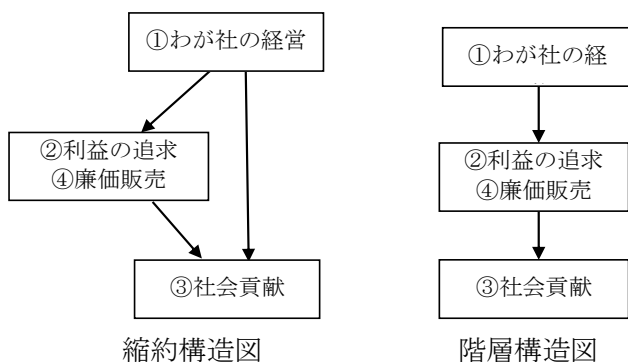 ①わが社の経営
②利益の追求
④廉価販売
③社会貢献
縮約構造図
①わが社の経
②利益の追求
④廉価販売
③社会貢献
階層構造図